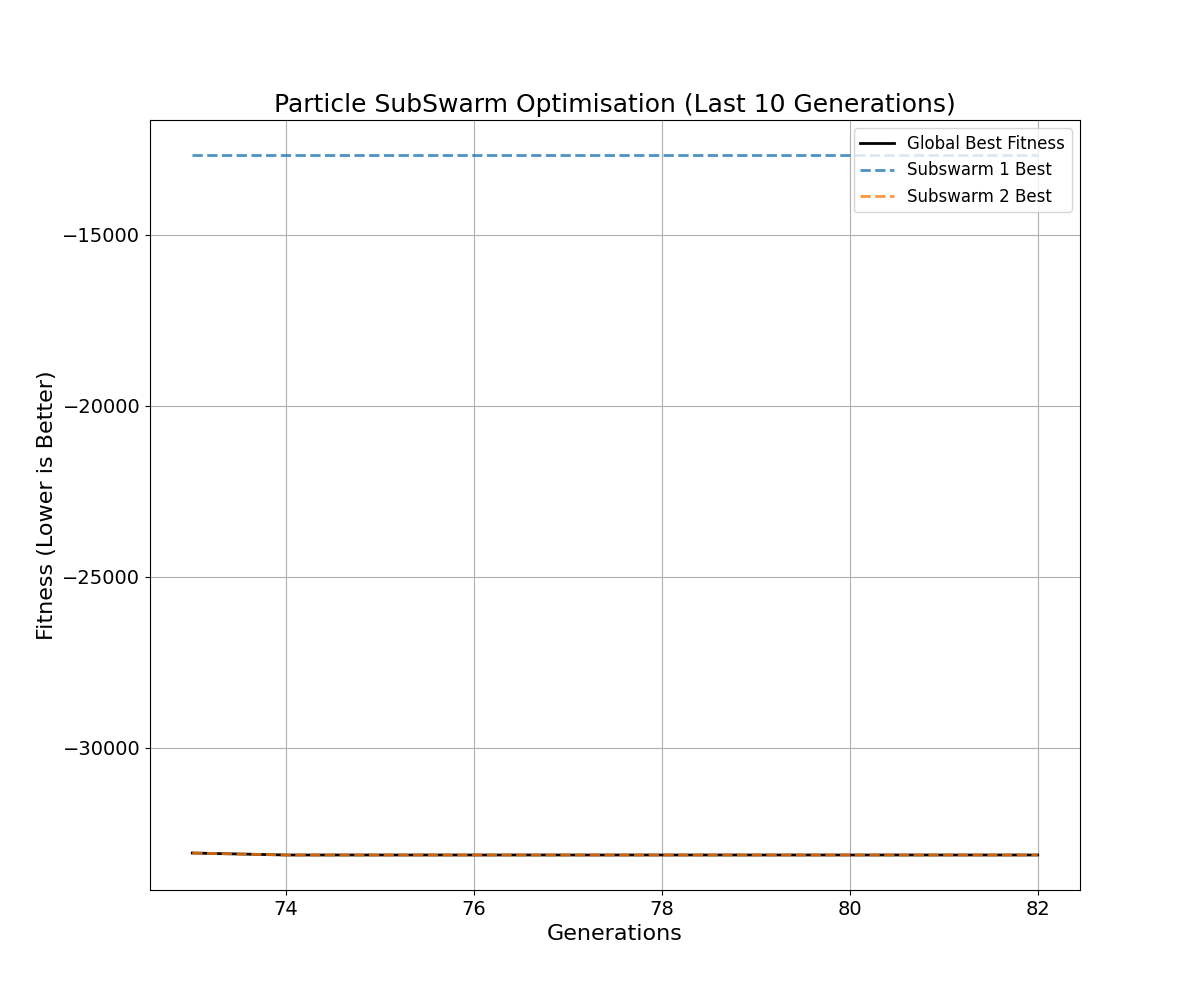 Particle SubSwarm Optimisation (Last 10 Generations)
Global Best Fitness
Subswarm 1 Best
Subswarm 2 Best
Fitness (Lower is Better)
−15000
−20000
−25000
−30000
74 76 78 80 82
Generations